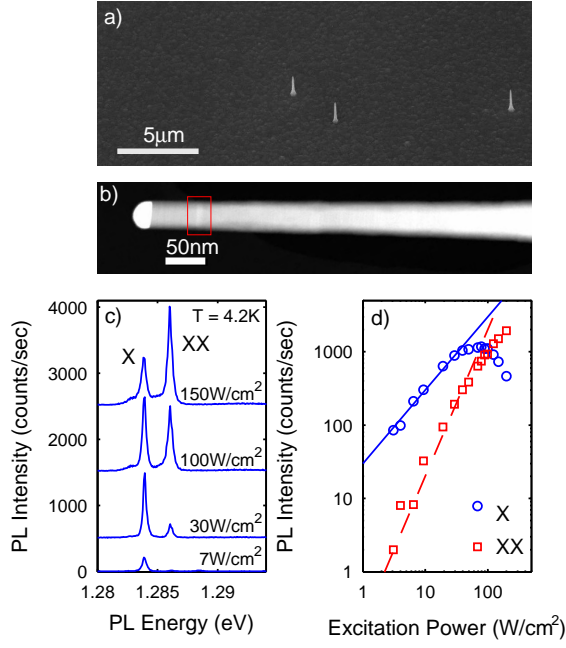 a)
5μm
b)
50nm
PL Intensity (counts/sec)
4000
3000
2000
1000
0
c)
T = 4.2K
X
XX
150W/cm²
100W/cm²
30W/cm²
7W/cm²
1.28
1.285
1.29
PL Energy (eV)
PL Intensity (counts/sec)
1000
100
10
1
d)
X
XX
1
10
100
Excitation Power (W/cm²)